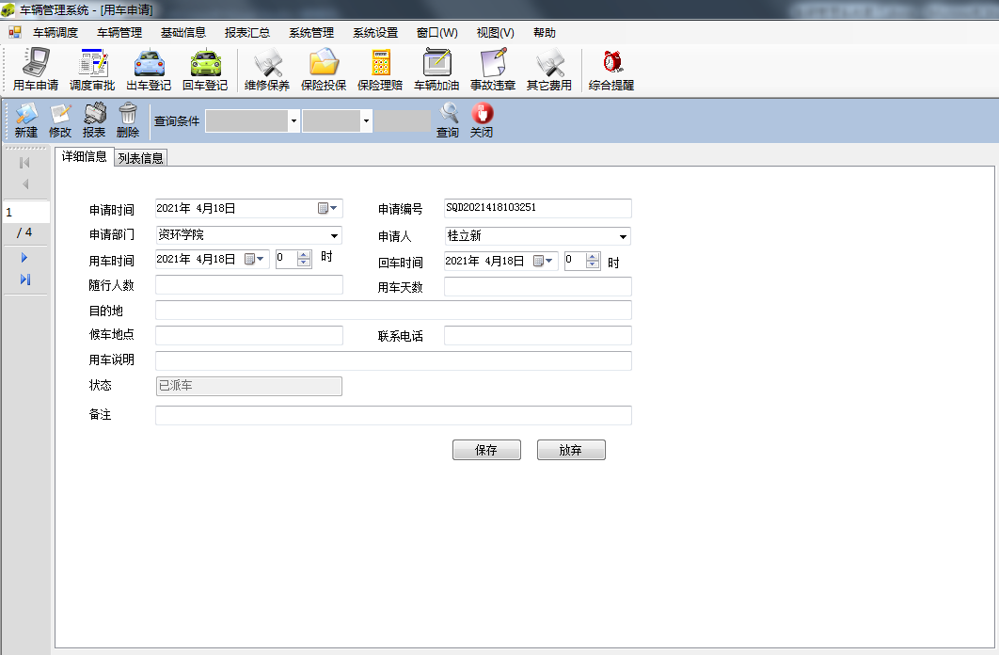 车辆管理系统 - [用车申请]
车辆调度 车辆管理 基础信息 报表汇总 系统管理 系统设置 窗口(W) 视图(V) 帮助
用车申请 调度审批 出车登记 回车登记 维修保养 保险投保 保险理赔 车辆加油 事故违章 其它费用 综合提醒
新建 修改 报表 删除 查询条件 查询 关闭
详细信息 列表信息
1
/ 4
申请时间 2021年 4月18日 申请编号 SQD2021418103251
申请部门 资环学院 申请人 桂立新
用车时间 2021年 4月18日 0 时 回车时间 2021年 4月18日 0 时
随行人数 用车天数
目的地
候车地点 联系电话
用车说明
状态 已派车
备注
保存 放弃